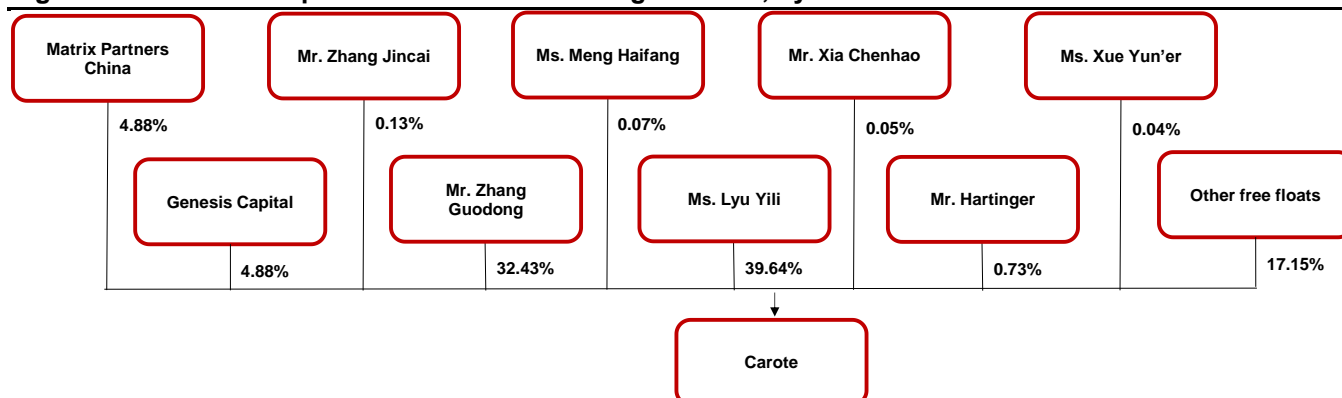 Matrix Partners
China
Mr. Zhang Jincai
Ms. Meng Haifang
Mr. Xia Chenhao
Ms. Xue Yun’er
4.88%
0.13%
0.07%
0.05%
0.04%
Genesis Capital
Mr. Zhang
Guodong
Ms. Lyu Yili
Mr. Hartinger
Other free floats
4.88%
32.43%
39.64%
0.73%
17.15%
Carote